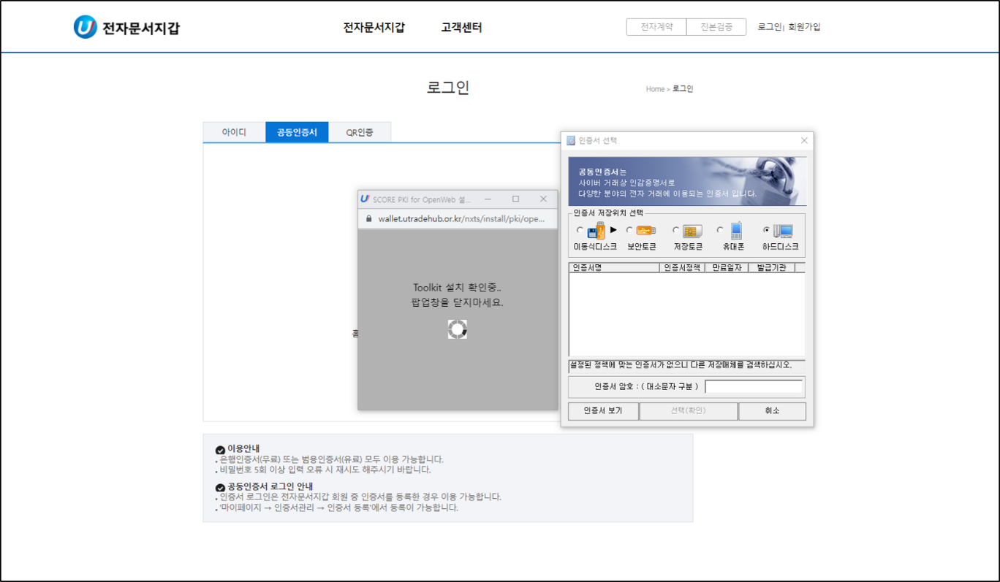 전자문서지갑
전자문서지갑 고객센터
전자계약 진본검증 로그인| 회원가입
로그인
Home > 로그인
아이디 공동인증서 QR인증
SCORE PKI for OpenWeb 설...
wallet.utradehub.or.kr/nxts/install/pki/ope...
Toolkit 설치 확인중..
팝업창을 닫지마세요.
인증서 선택
공동인증서는
사이버 거래상 인감증명서로
다양한 분야의 전자 거래에 이용되는 인증서 입니다.
인증서 저장위치 선택
이동식디스크 보안토큰 저장토큰 휴대폰 하드디스크
인증서명 인증서정책 만료일자 발급기관
설정된 정책에 맞는 인증서가 없으니 다른 저장매체를 검색하십시오.
인증서 암호 : ( 대소문자 구분 )
인증서 보기 선택(확인) 취소
이용안내
• 은행인증서(무료) 또는 범용인증서(유료) 모두 이용 가능합니다.
• 비밀번호 5회 이상 입력 오류 시 재시도 해주시기 바랍니다.
공동인증서 로그인 안내
• 인증서 로그인은 전자문서지갑 회원 중 인증서를 등록한 경우 이용 가능합니다.
• '마이페이지 → 인증서관리 → 인증서 등록'에서 등록이 가능합니다.